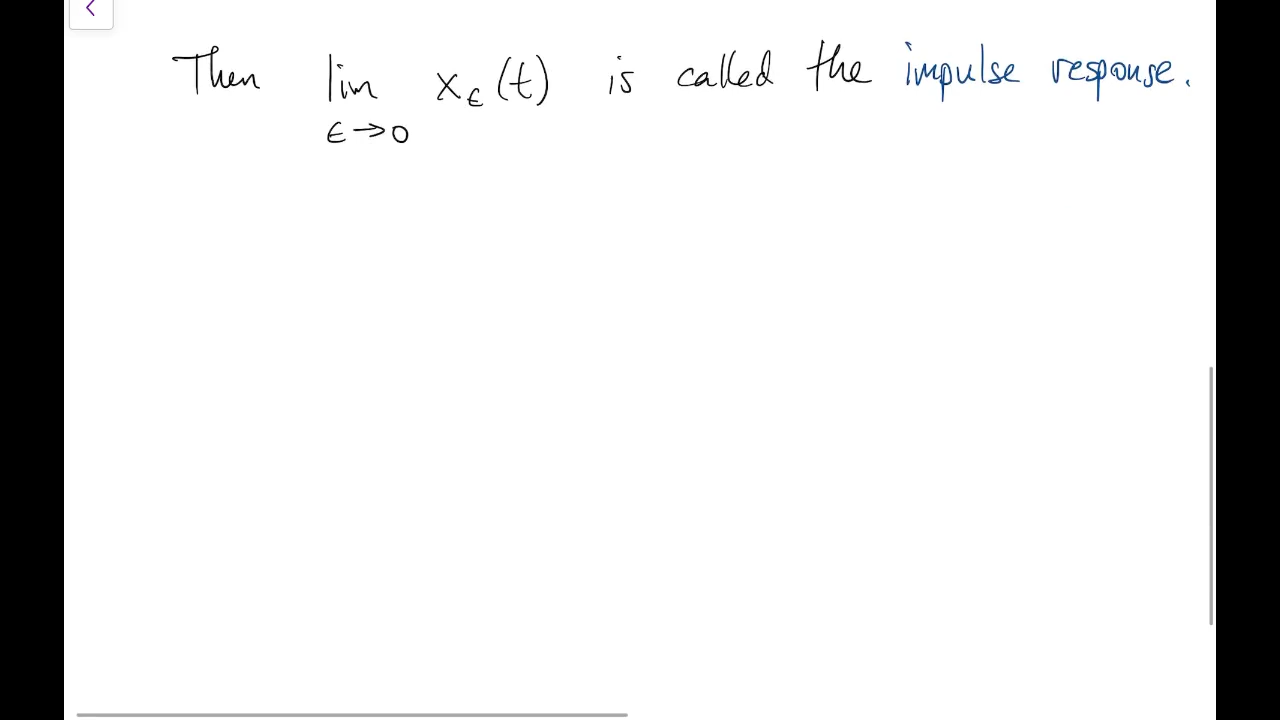 Then lim x_ϵ(t) is called the impulse response.
ϵ→0